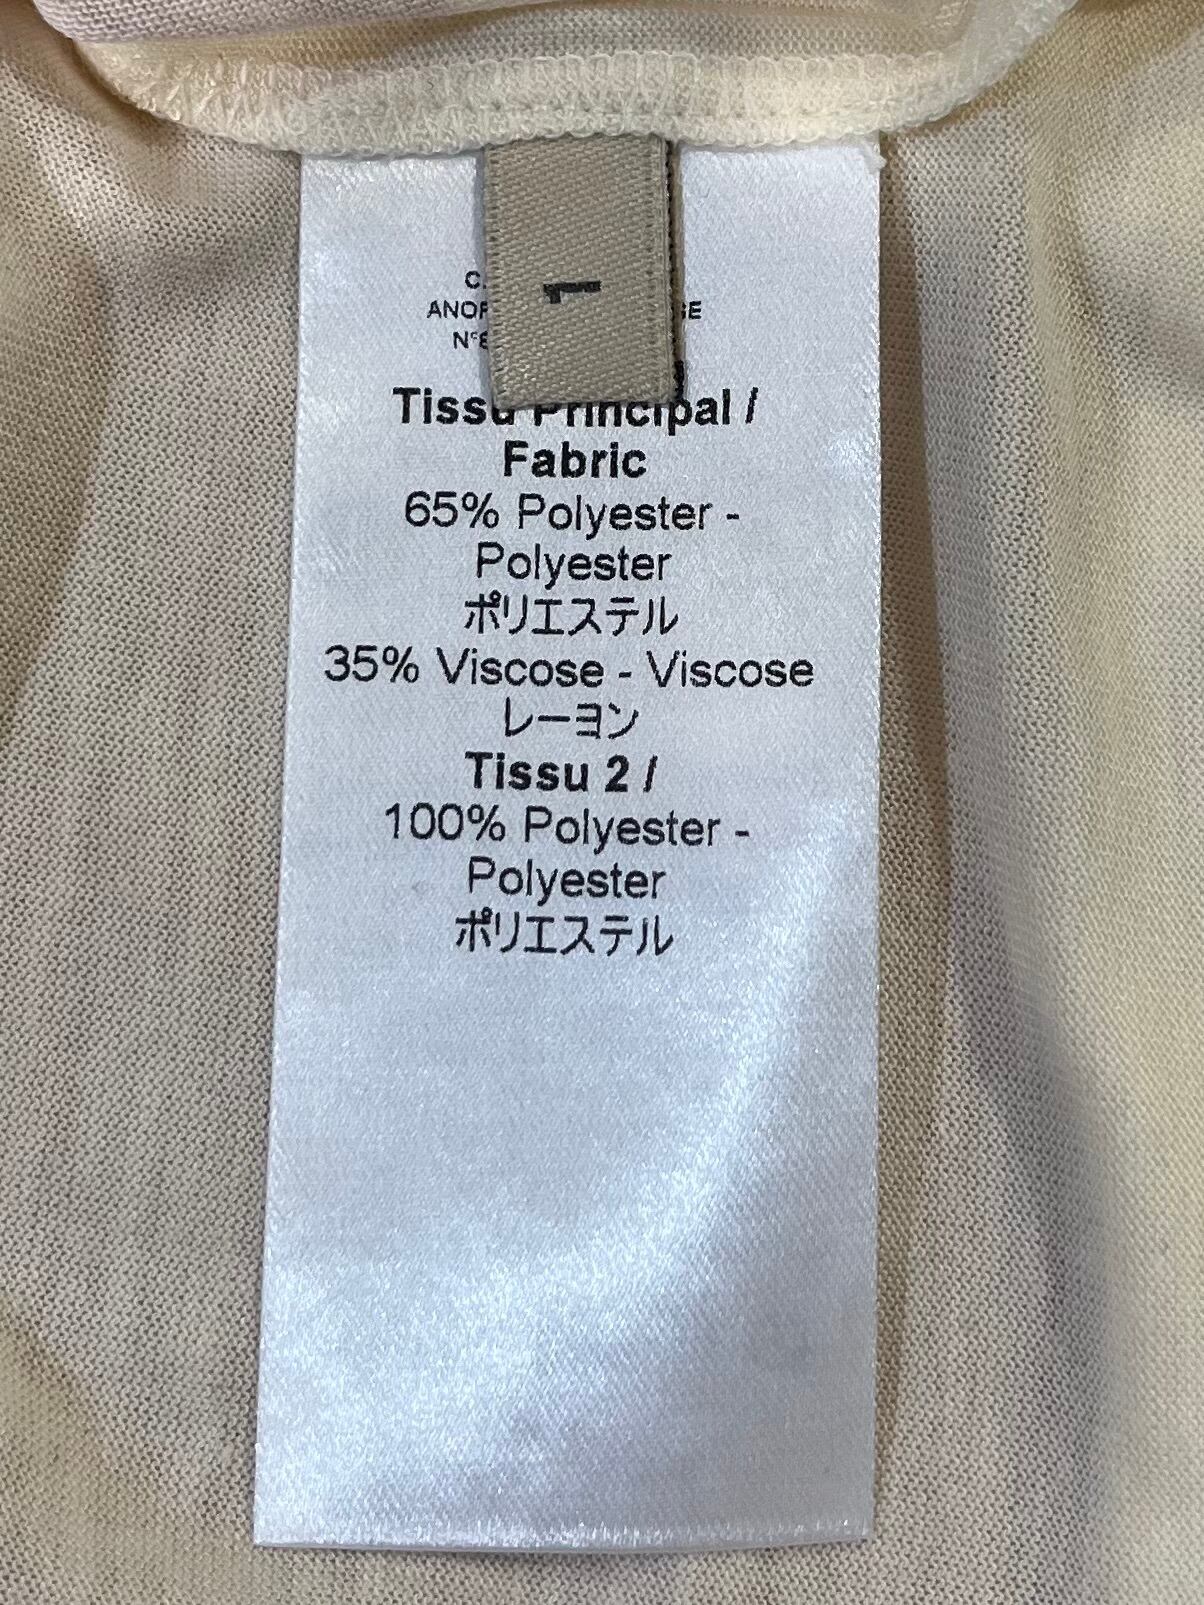 1
Tissu Principal /
Fabric
65% Polyester -
Polyester
ポリエステル
35% Viscose - Viscose
レーヨン
Tissu 2 /
100% Polyester -
Polyester
ポリエステル